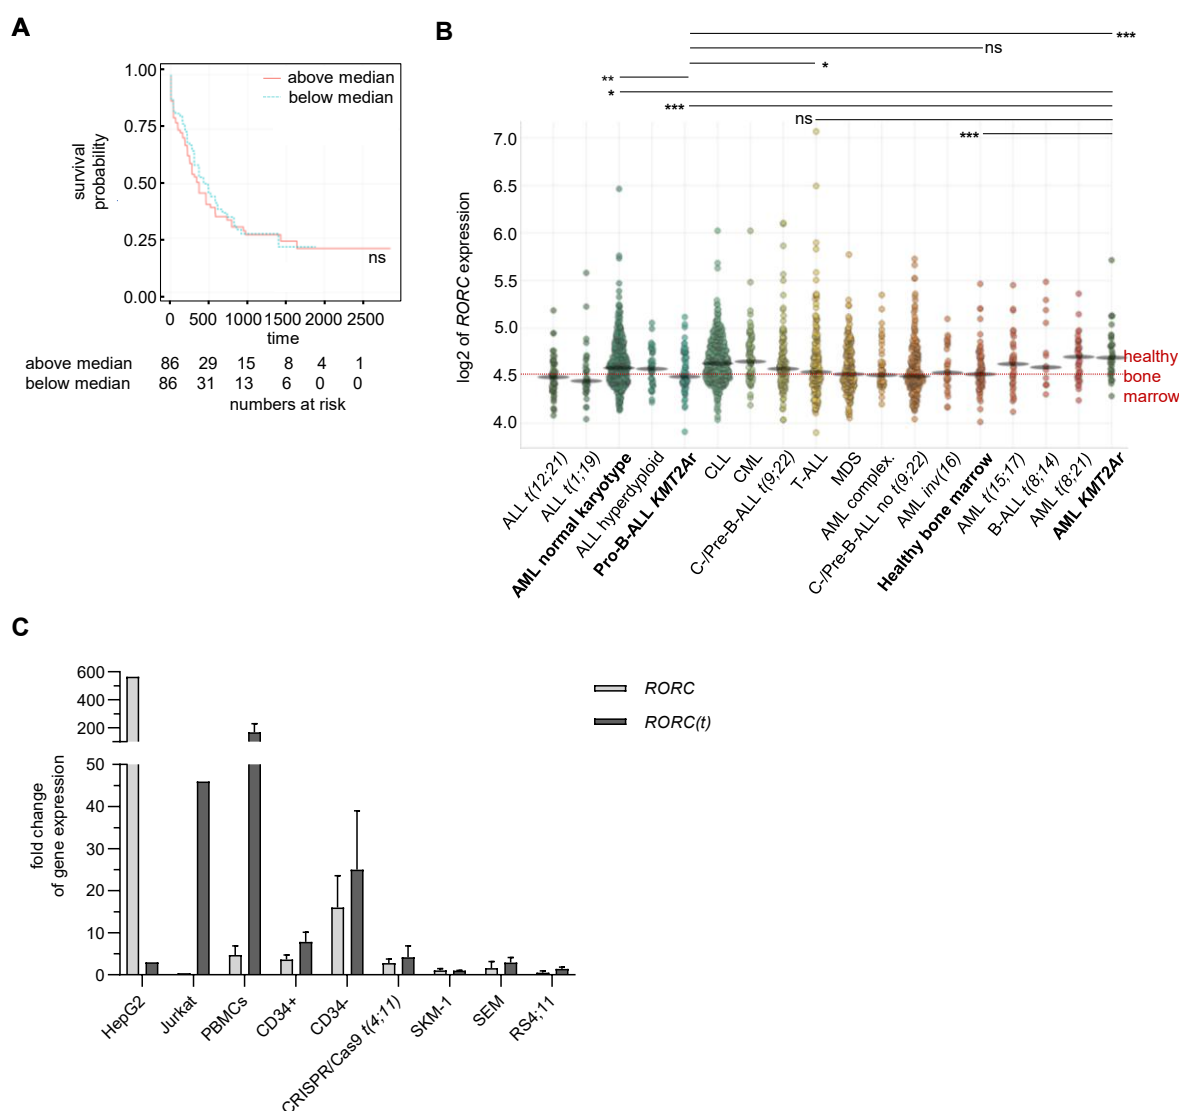 A
survival
probability
1.00
0.75
0.50
0.25
0.00
above median
below median
ns
0 500 1000 1500 2000 2500
time
above median 86 29 15 8 4 1
below median 86 31 13 6 0 0
numbers at risk
B
***
ns
*
**
*
***
ns
***
log2 of RORC expression
7.0
6.5
6.0
5.5
5.0
4.5
4.0
healthy
bone
marrow
ALL t(12;21)
ALL t(1;19)
AML normal karyotype
ALL hyperdyploid
Pro-B-ALL KMT2Ar
CLL
CML
C-/Pre-B-ALL t(9;22)
T-ALL
MDS
AML complex.
C-/Pre-B-ALL no t(9;22)
AML inv(16)
Healthy bone marrow
AML t(15;17)
B-ALL t(8;14)
AML t(8;21)
AML KMT2Ar
C
fold change
of gene expression
600
400
200
50
40
30
20
10
0
RORC
RORC(t)
HepG2
Jurkat
PBMCs
CD34+
CD34-
CRISPR/Cas9 t(4;11)
SKM-1
SEM
RS4;11